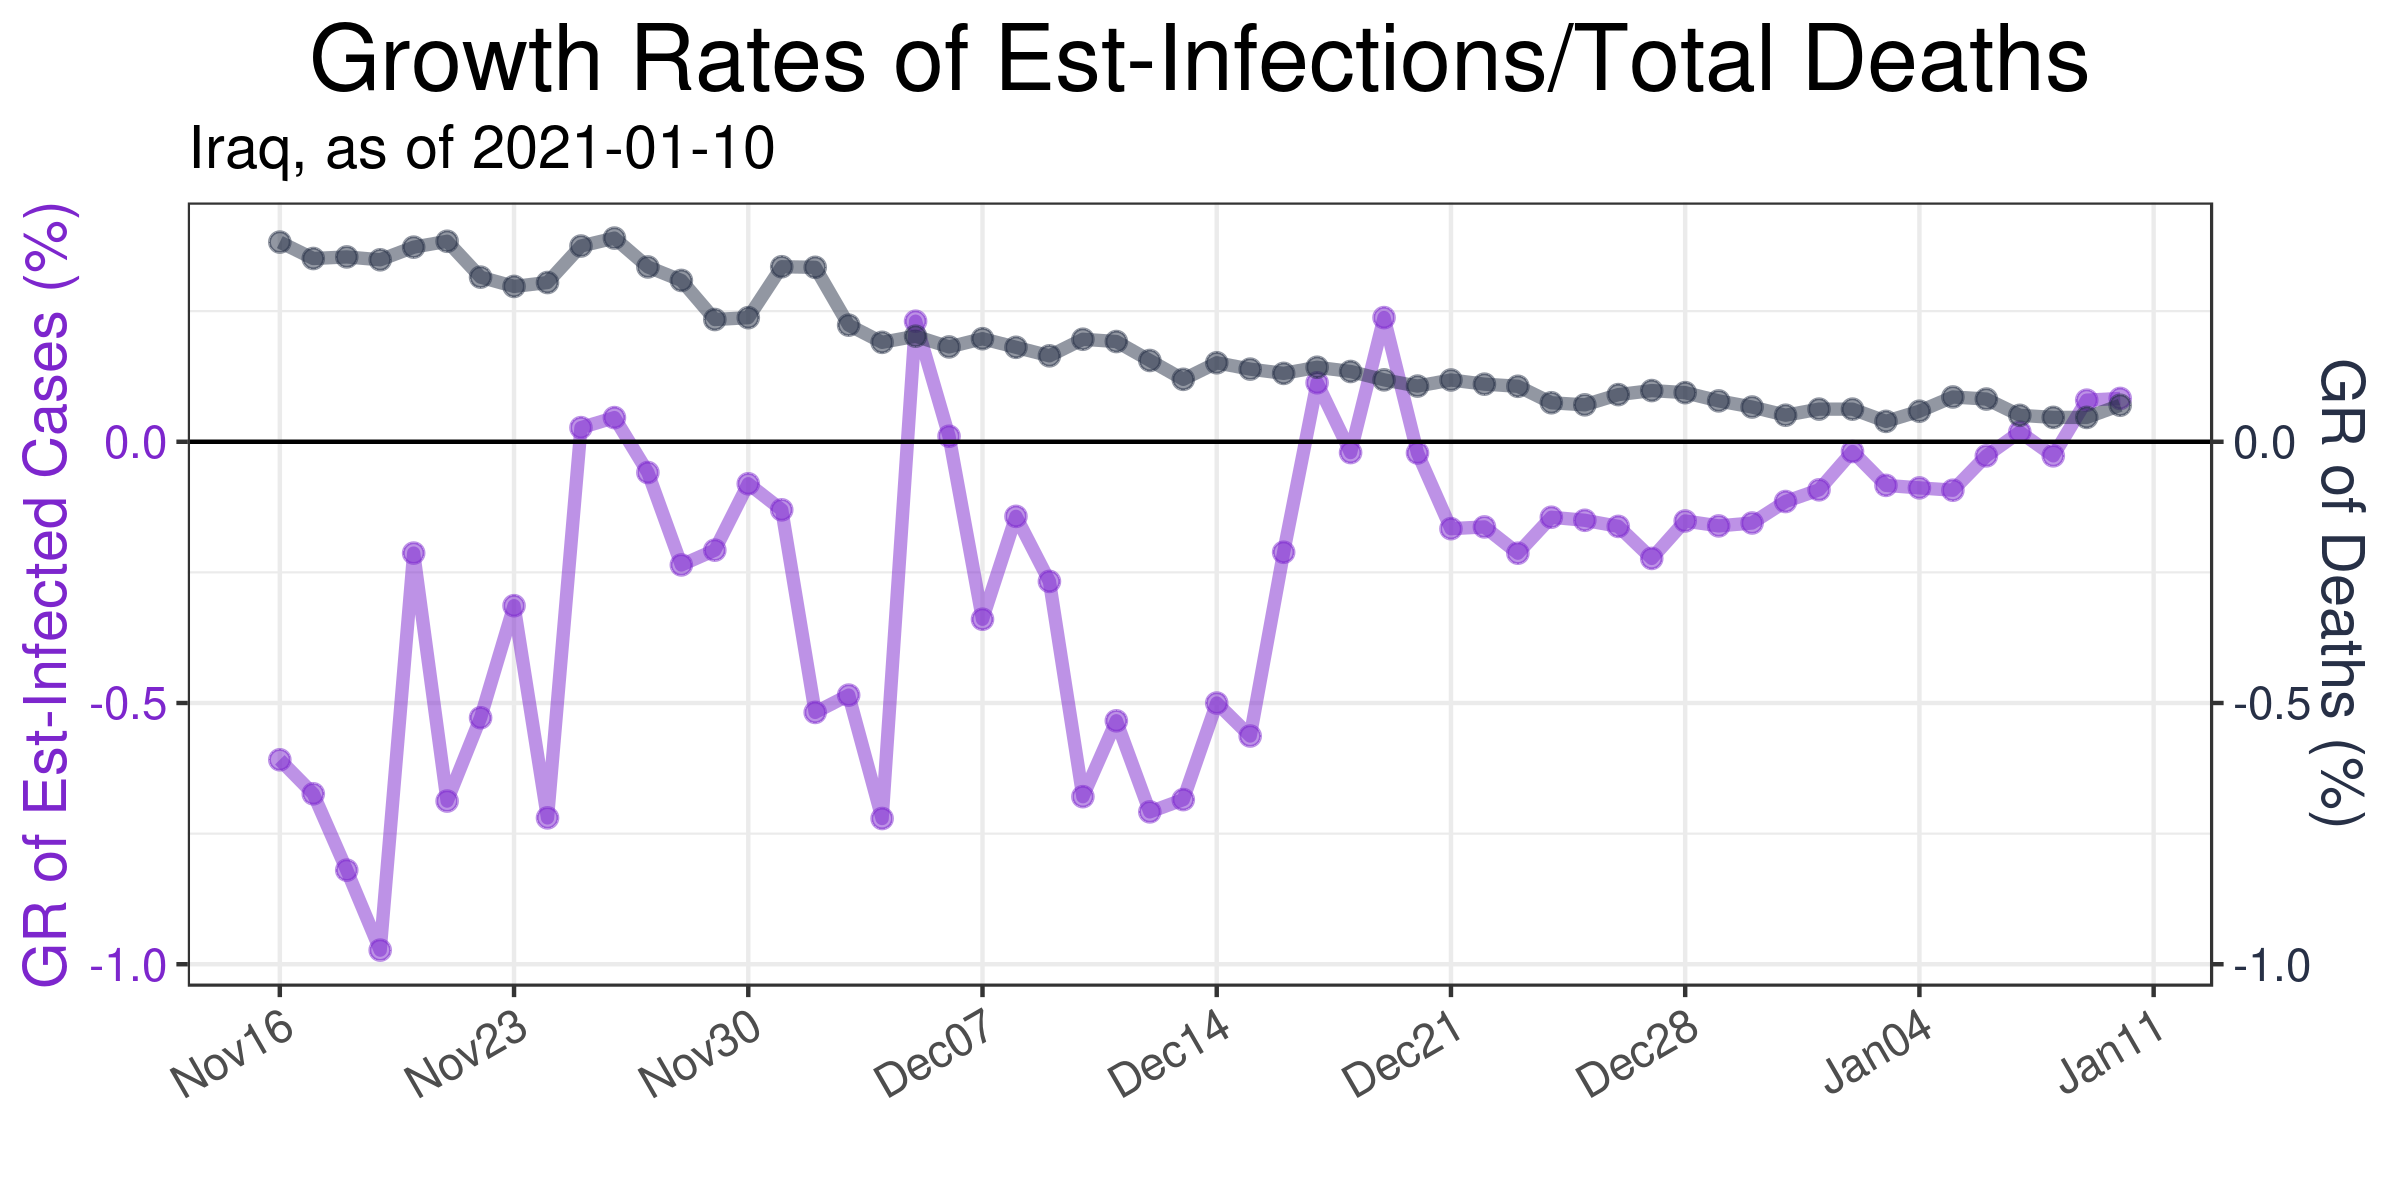 Growth Rates of Est-Infections/Total Deaths
Iraq, as of 2021-01-10
GR of Est-Infected Cases (%)
0.0
-0.5
-1.0
0.0
-0.5
-1.0
GR of Deaths (%)
Nov16
Nov23
Nov30
Dec07
Dec14
Dec21
Dec28
Jan04
Jan11